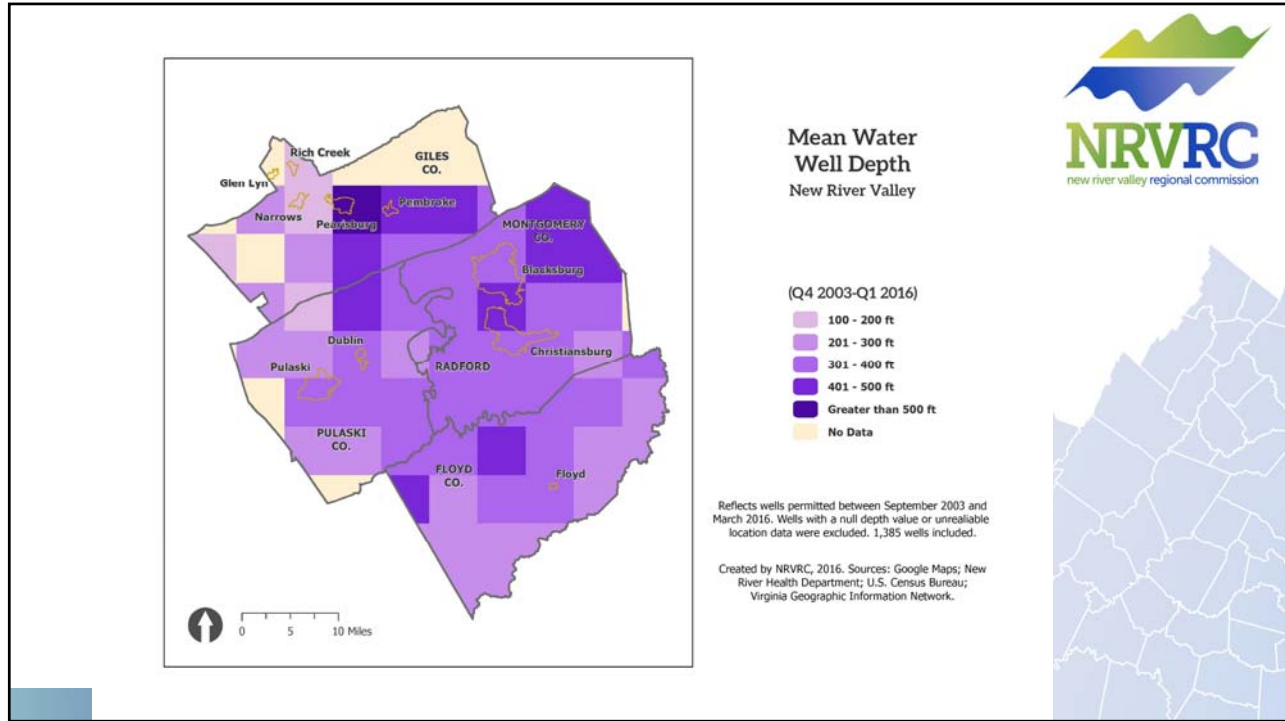 Mean Water
Well Depth
New River Valley
NRVRC
new river valley regional commission
Rich Creek
GILES
CO.
Glen Lyn
Narrows
Pearisburg
Pembroke
MONTGOMERY
CO.
Blacksburg
Dublin
Pulaski
RADFORD
Christiansburg
PULASKI
CO.
FLOYD
CO.
Floyd
0 5 10 Miles
(Q4 2003-Q1 2016)
100 - 200 ft
201 - 300 ft
301 - 400 ft
401 - 500 ft
Greater than 500 ft
No Data
Reflects wells permitted between September 2003 and
March 2016. Wells with a null depth value or unrealiable
location data were excluded. 1,385 wells included.
Created by NRVRC, 2016. Sources: Google Maps; New
River Health Department; U.S. Census Bureau;
Virginia Geographic Information Network.